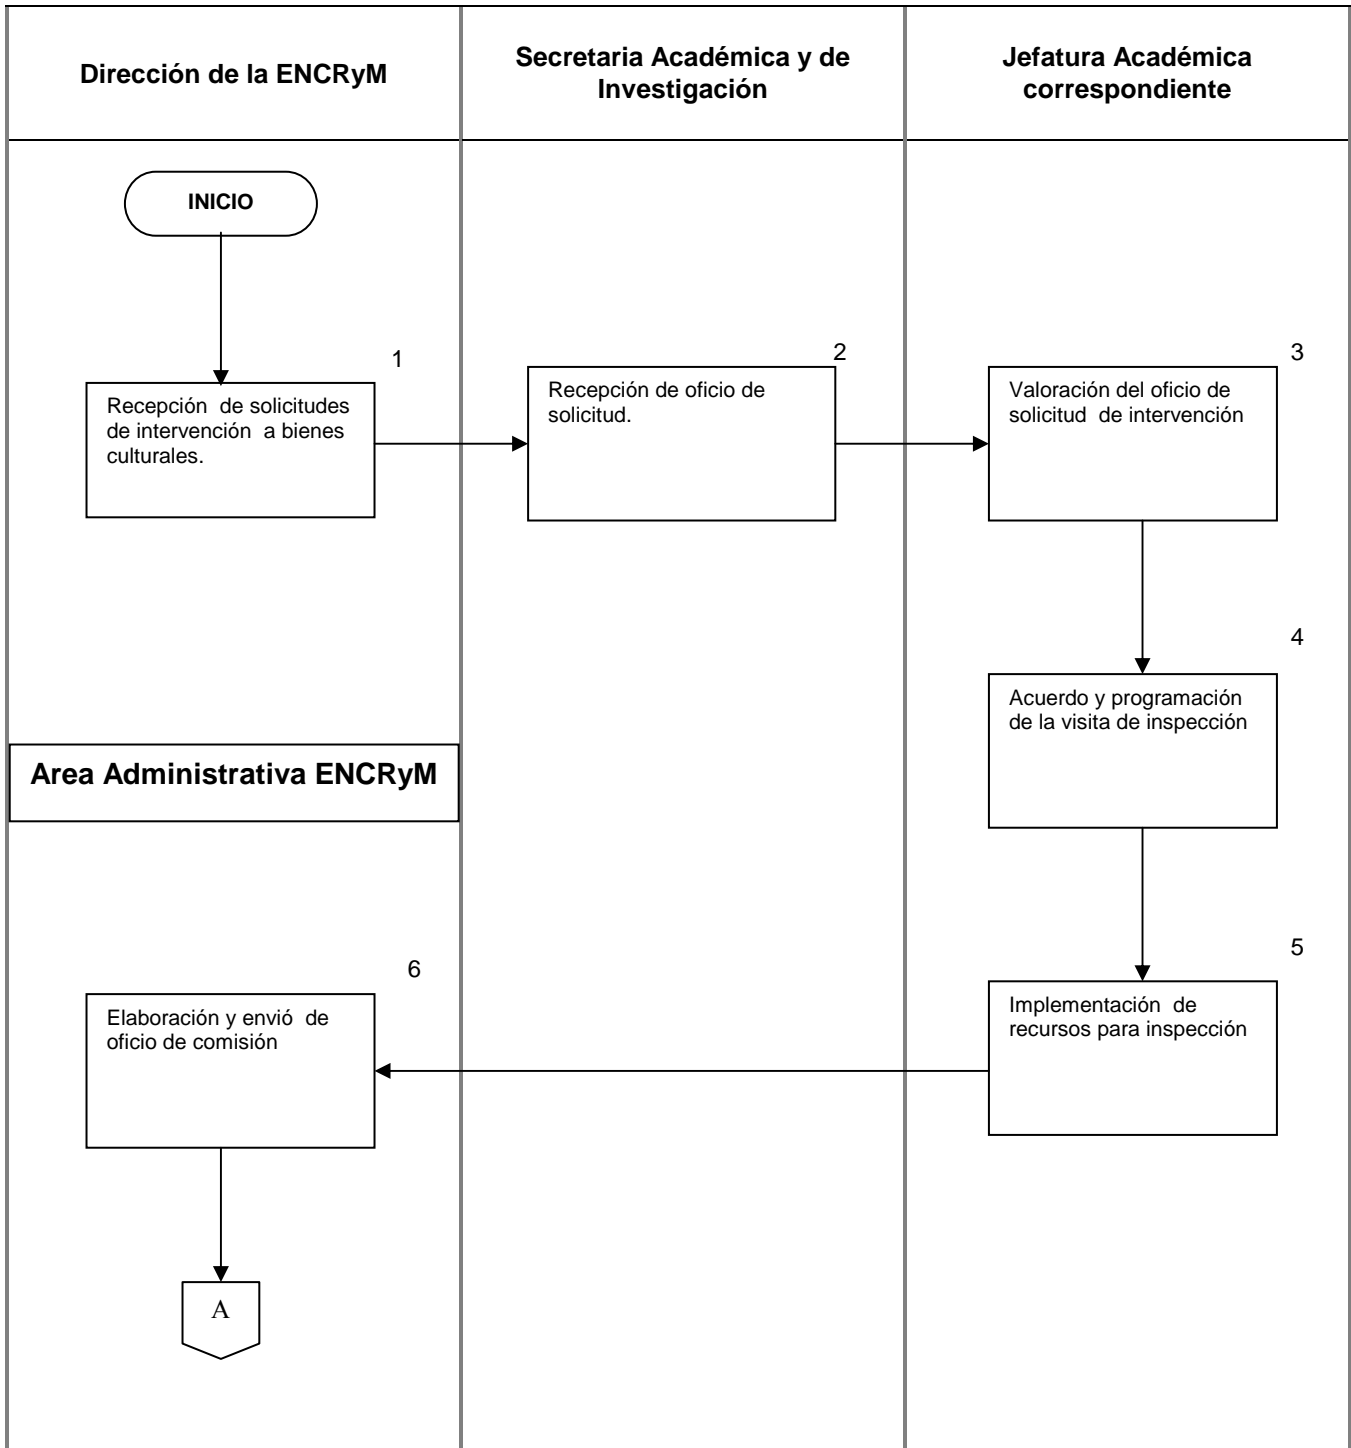 Dirección de la ENCRyM
Secretaria Académica y de
Investigación
Jefatura Académica
correspondiente
INICIO
1
Recepción de solicitudes
de intervención a bienes
culturales.
2
Recepción de oficio de
solicitud.
3
Valoración del oficio de
solicitud de intervención
4
Acuerdo y programación
de la visita de inspección
Area Administrativa ENCRyM
5
Implementación de
recursos para inspección
6
Elaboración y envió de
oficio de comisión
A